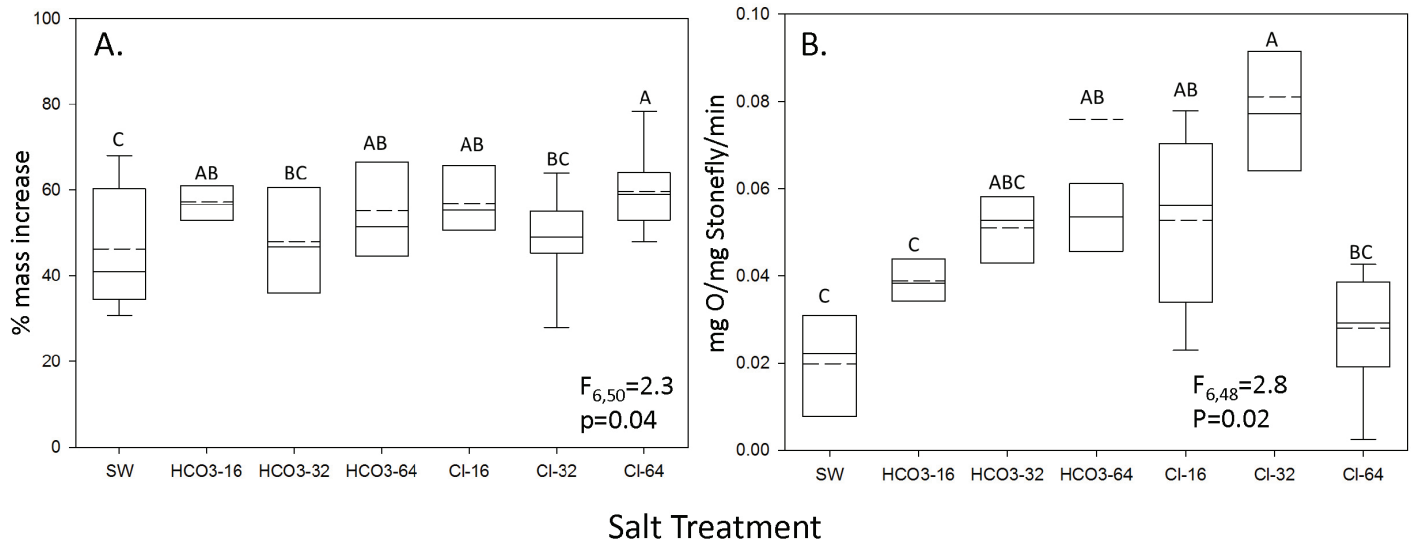 A.
% mass increase
100
80
60
40
20
0
C
AB
BC
AB
AB
BC
A
F6,50=2.3
p=0.04
SW
HCO3-16
HCO3-32
HCO3-64
Cl-16
Cl-32
Cl-64
B.
mg O/mg Stonefly/min
0.10
0.08
0.06
0.04
0.02
0.00
C
C
ABC
AB
AB
A
BC
F6,48=2.8
P=0.02
SW
HCO3-16
HCO3-32
HCO3-64
Cl-16
Cl-32
Cl-64
Salt Treatment